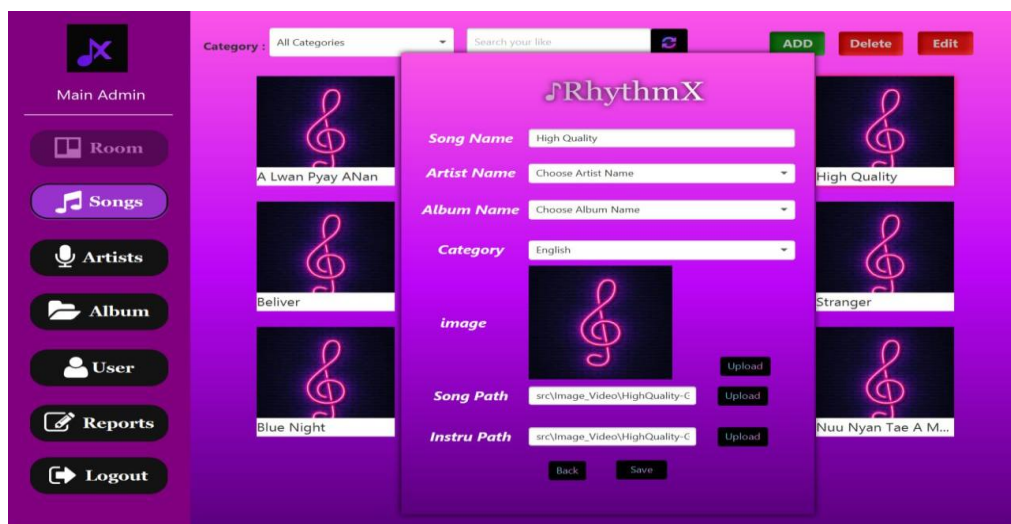 Main Admin
Room
Songs
Artists
Album
User
Reports
Logout
Category : All Categories Search your like ADD Delete Edit
A Lwan Pyay ANan
High Quality
Beliver
Stranger
Blue Night
Nuu Nyan Tae A M...
RhythmX
Song Name High Quality
Artist Name Choose Artist Name
Album Name Choose Album Name
Category English
image Upload
Song Path src\Image_Video\HighQuality- Upload
Instru Path src\Image_Video\HighQuality- Upload
Back Save